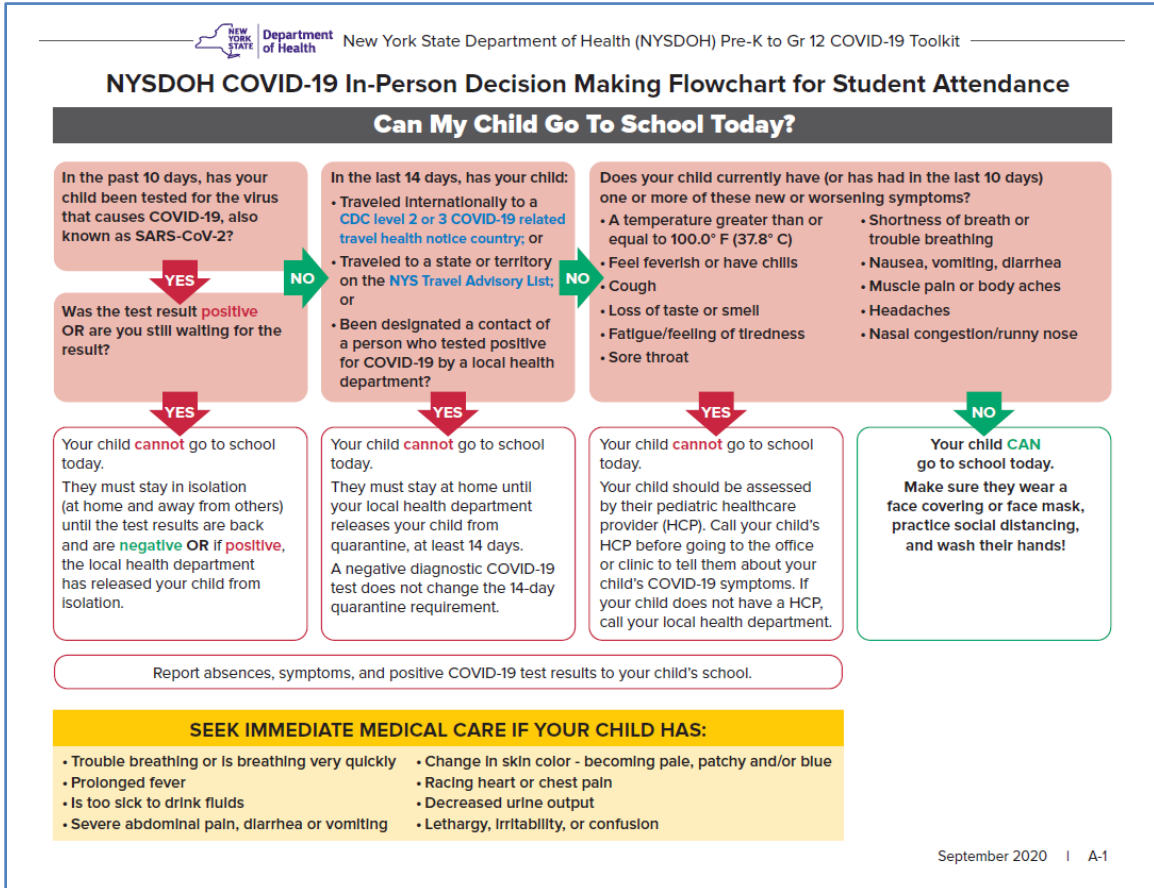 NEW
YORK
STATE
Department
of Health
New York State Department of Health (NYSDOH) Pre-K to Gr 12 COVID-19 Toolkit
NYSDOH COVID-19 In-Person Decision Making Flowchart for Student Attendance
Can My Child Go To School Today?
In the past 10 days, has your
child been tested for the virus
that causes COVID-19, also
known as SARS-CoV-2?
YES
Was the test result positive
OR are you still waiting for the
result?
YES
Your child cannot go to school
today.
They must stay in isolation
(at home and away from others)
until the test results are back
and are negative OR if positive,
the local health department
has released your child from
isolation.
NO
In the last 14 days, has your child:
• Traveled internationally to a
CDC level 2 or 3 COVID-19 related
travel health notice country; or
• Traveled to a state or territory
on the NYS Travel Advisory List;
or
• Been designated a contact of
a person who tested positive
for COVID-19 by a local health
department?
YES
Your child cannot go to school
today.
They must stay at home until
your local health department
releases your child from
quarantine, at least 14 days.
A negative diagnostic COVID-19
test does not change the 14-day
quarantine requirement.
NO
Does your child currently have (or has had in the last 10 days)
one or more of these new or worsening symptoms?
• A temperature greater than or
equal to 100.0° F (37.8° C)
• Feel feverish or have chills
• Cough
• Loss of taste or smell
• Fatigue/feeling of tiredness
• Sore throat
• Shortness of breath or
trouble breathing
• Nausea, vomiting, diarrhea
• Muscle pain or body aches
• Headaches
• Nasal congestion/runny nose
YES
Your child cannot go to school
today.
Your child should be assessed
by their pediatric healthcare
provider (HCP). Call your child's
HCP before going to the office
or clinic to tell them about your
child's COVID-19 symptoms. If
your child does not have a HCP,
call your local health department.
NO
Your child CAN
go to school today.
Make sure they wear a
face covering or face mask,
practice social distancing,
and wash their hands!
Report absences, symptoms, and positive COVID-19 test results to your child's school.
SEEK IMMEDIATE MEDICAL CARE IF YOUR CHILD HAS:
• Trouble breathing or is breathing very quickly
• Prolonged fever
• Is too sick to drink fluids
• Severe abdominal pain, diarrhea or vomiting
• Change in skin color - becoming pale, patchy and/or blue
• Racing heart or chest pain
• Decreased urine output
• Lethargy, irritability, or confusion
September 2020 | A-1